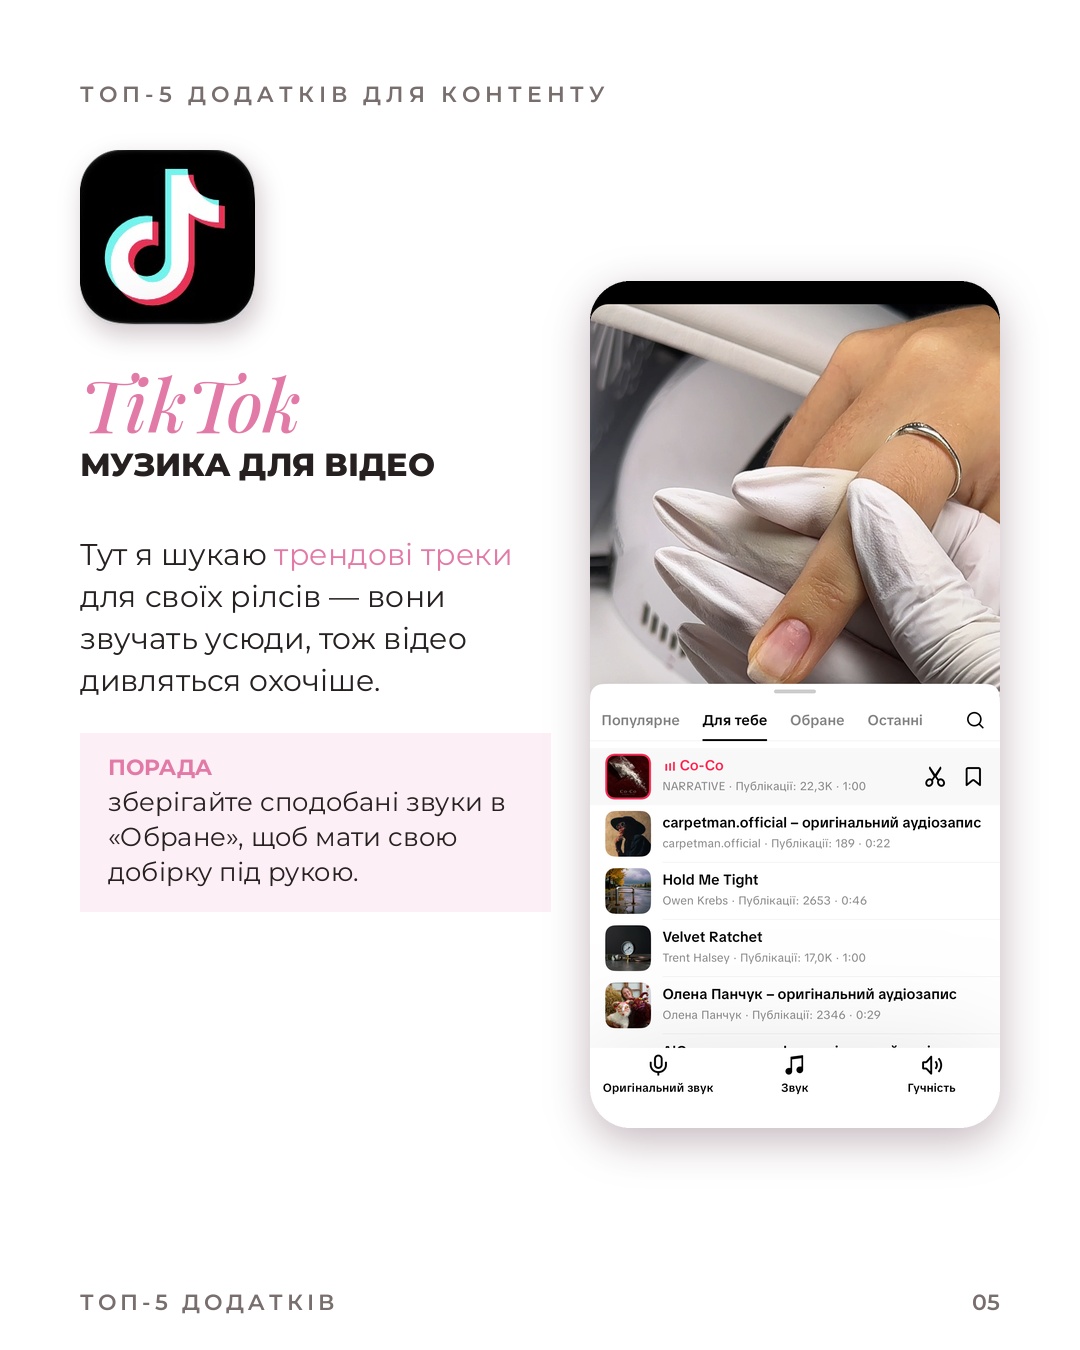 ТОП-5 ДОДАТКІВ ДЛЯ КОНТЕНТУ
TikTok
МУЗИКА ДЛЯ ВІДЕО
Тут я шукаю трендові треки
для своїх рілсів — вони
звучать усюди, тож відео
дивляться охочіше.
ПОРАДА
зберігайте сподобані звуки в
«Обране», щоб мати свою
добірку під рукою.
Популярне Для тебе Обране Останні
Co-Co
NARRATIVE · Публікації: 22,3K · 1:00
carpetman.official – оригінальний аудіозапис
carpetman.official · Публікації: 189 · 0:22
Hold Me Tight
Owen Krebs · Публікації: 2653 · 0:46
Velvet Ratchet
Trent Halsey · Публікації: 17,0K · 1:00
Олена Панчук – оригінальний аудіозапис
Олена Панчук · Публікації: 2346 · 0:29
Оригінальний звук Звук Гучність
ТОП-5 ДОДАТКІВ 05